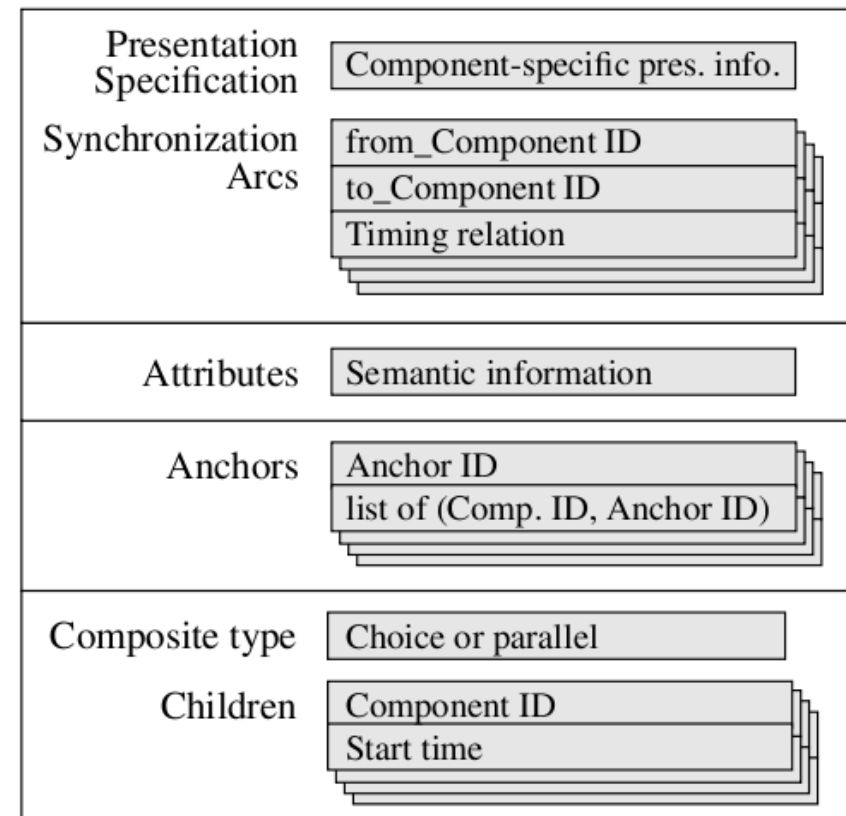 Presentation
Specification
Component-specific pres. info.
Synchronization
Arcs
from_Component ID
to_Component ID
Timing relation
Attributes
Semantic information
Anchors
Anchor ID
list of (Comp. ID, Anchor ID)
Composite type
Choice or parallel
Children
Component ID
Start time